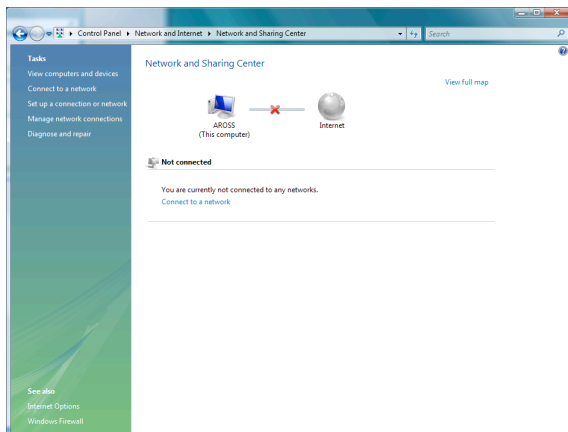 Control Panel ▸ Network and Internet ▸ Network and Sharing Center
Search
Tasks
View computers and devices
Connect to a network
Set up a connection or network
Manage network connections
Diagnose and repair
Network and Sharing Center
View full map
AROSS
(This computer)
Internet
Not connected
You are currently not connected to any networks.
Connect to a network
See also
Internet Options
Windows Firewall